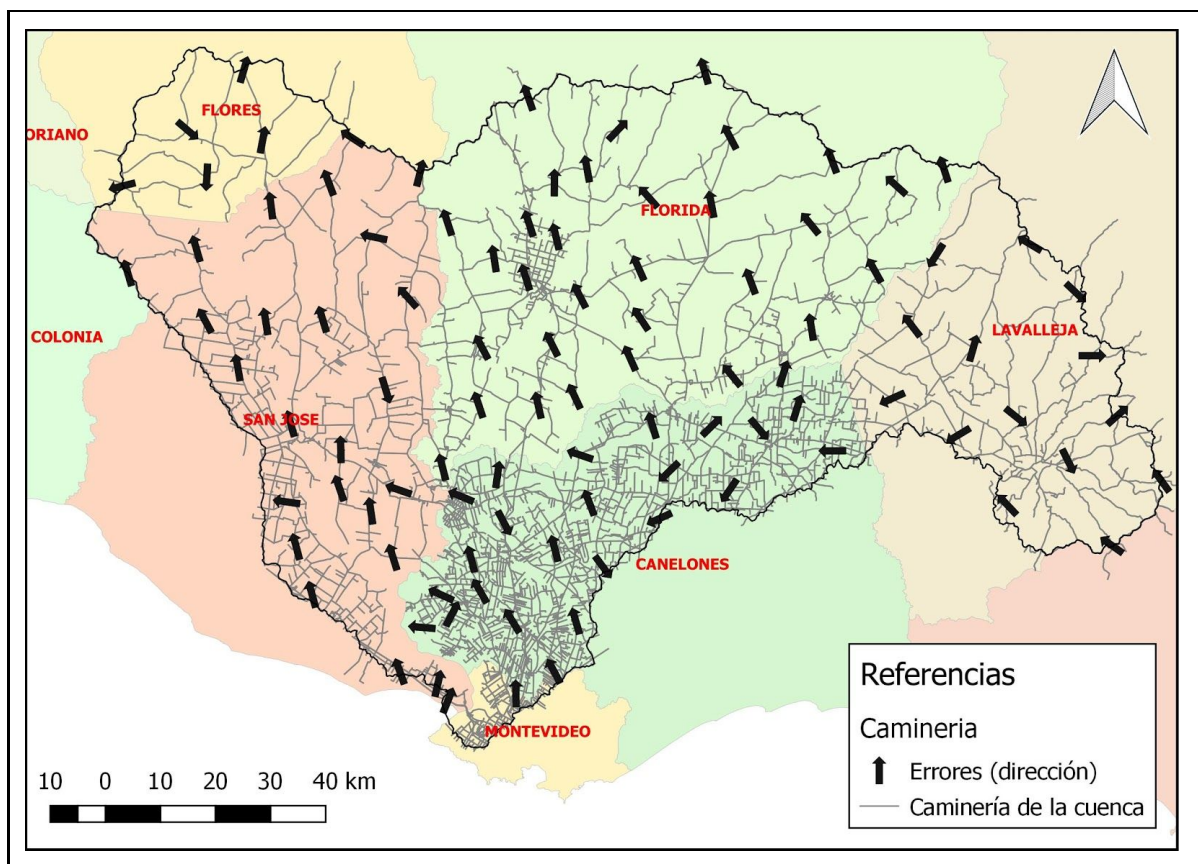 FLORES
ORIANO
FLORIDA
COLONIA
LAVALLEJA
SAN JOSE
CANELONES
MONTEVIDEO
Referencias
Caminería
Errores (dirección)
Caminería de la cuenca
10 0 10 20 30 40 km